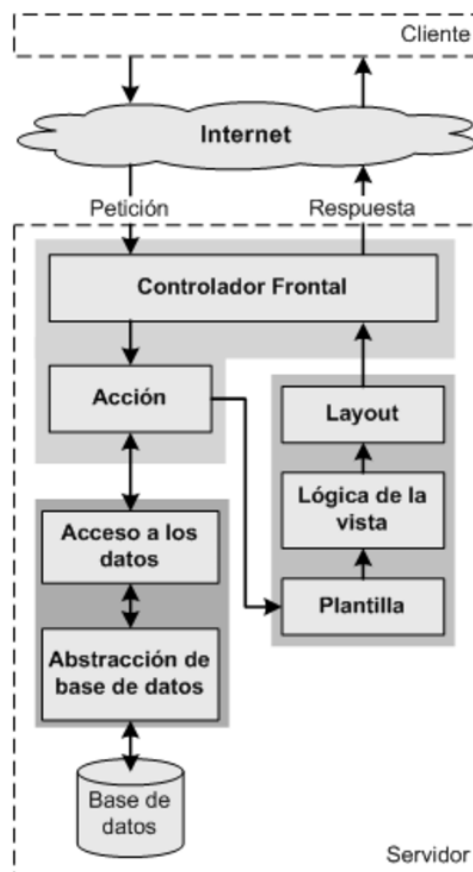 Cliente
Internet
Petición
Respuesta
Controlador Frontal
Acción
Layout
Lógica de la
vista
Plantilla
Acceso a los
datos
Abstracción de
base de datos
Base de
datos
Servidor